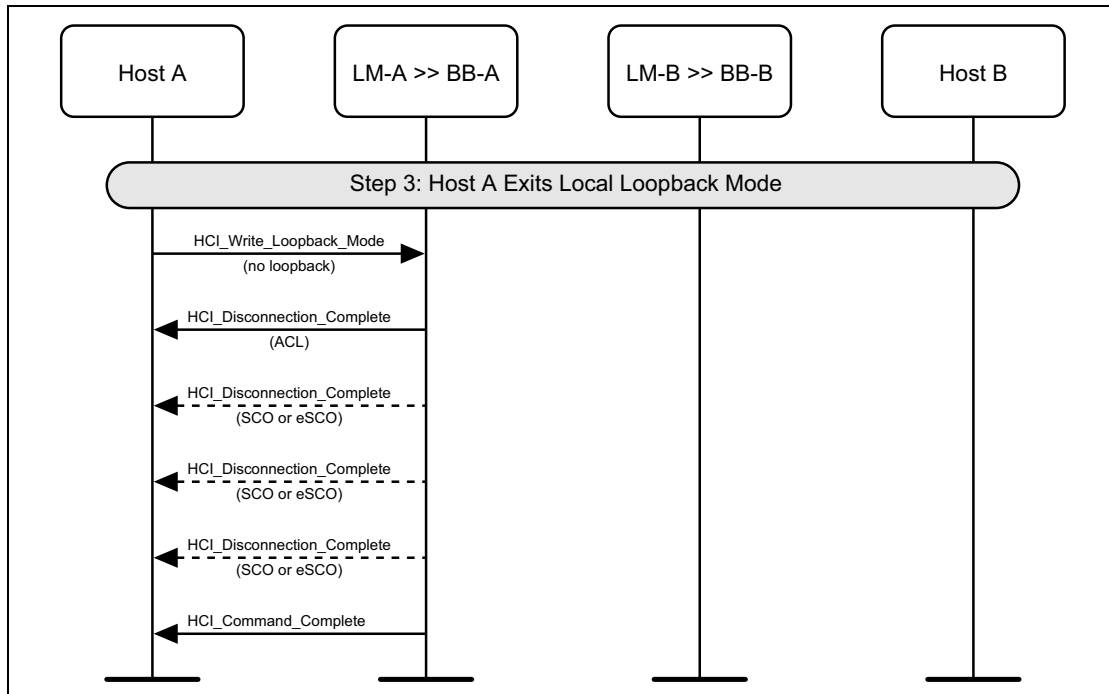 Host A
LM-A >> BB-A
LM-B >> BB-B
Host B
Step 3: Host A Exits Local Loopback Mode
HCI_Write_Loopback_Mode
(no loopback)
HCI_Disconnection_Complete
(ACL)
HCI_Disconnection_Complete
(SCO or eSCO)
HCI_Disconnection_Complete
(SCO or eSCO)
HCI_Disconnection_Complete
(SCO or eSCO)
HCI_Command_Complete